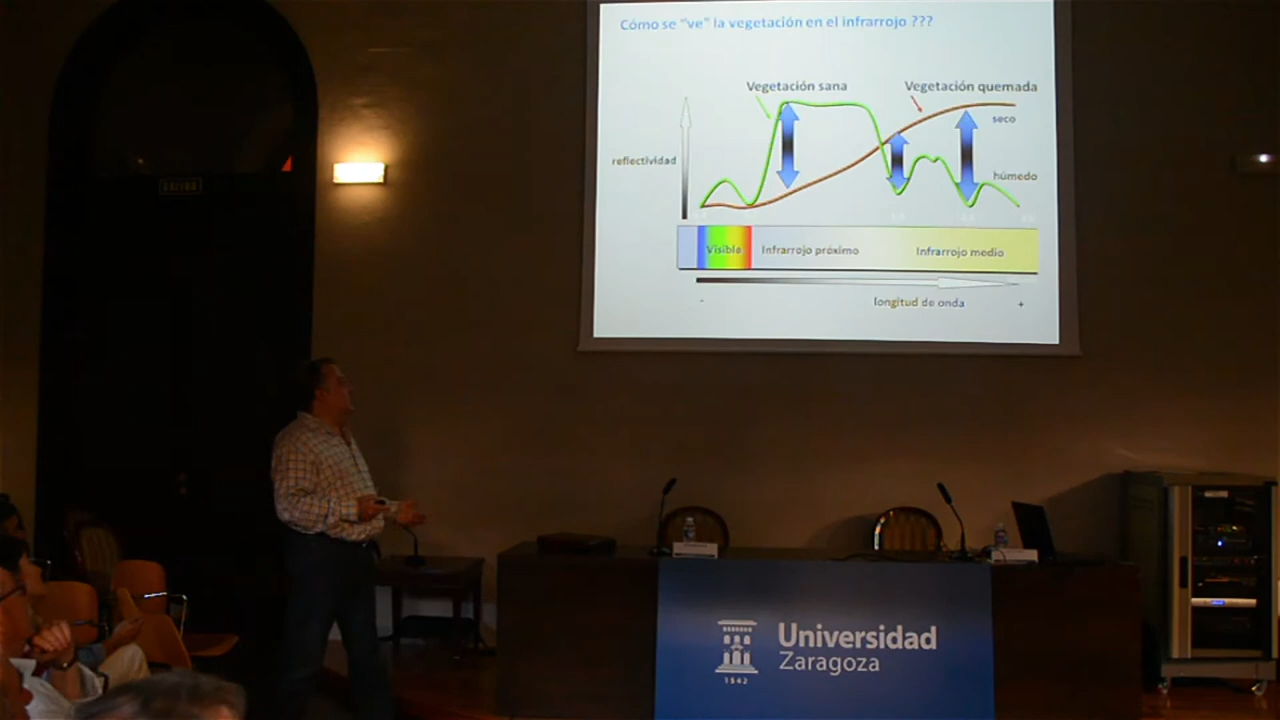 Cómo se "ve" la vegetación en el infrarrojo ???
Vegetación sana
Vegetación quemada
seco
reflectividad
húmedo
Visible
Infrarrojo próximo
Infrarrojo medio
longitud de onda
-
+
SALIDA
Universidad
Zaragoza
1542